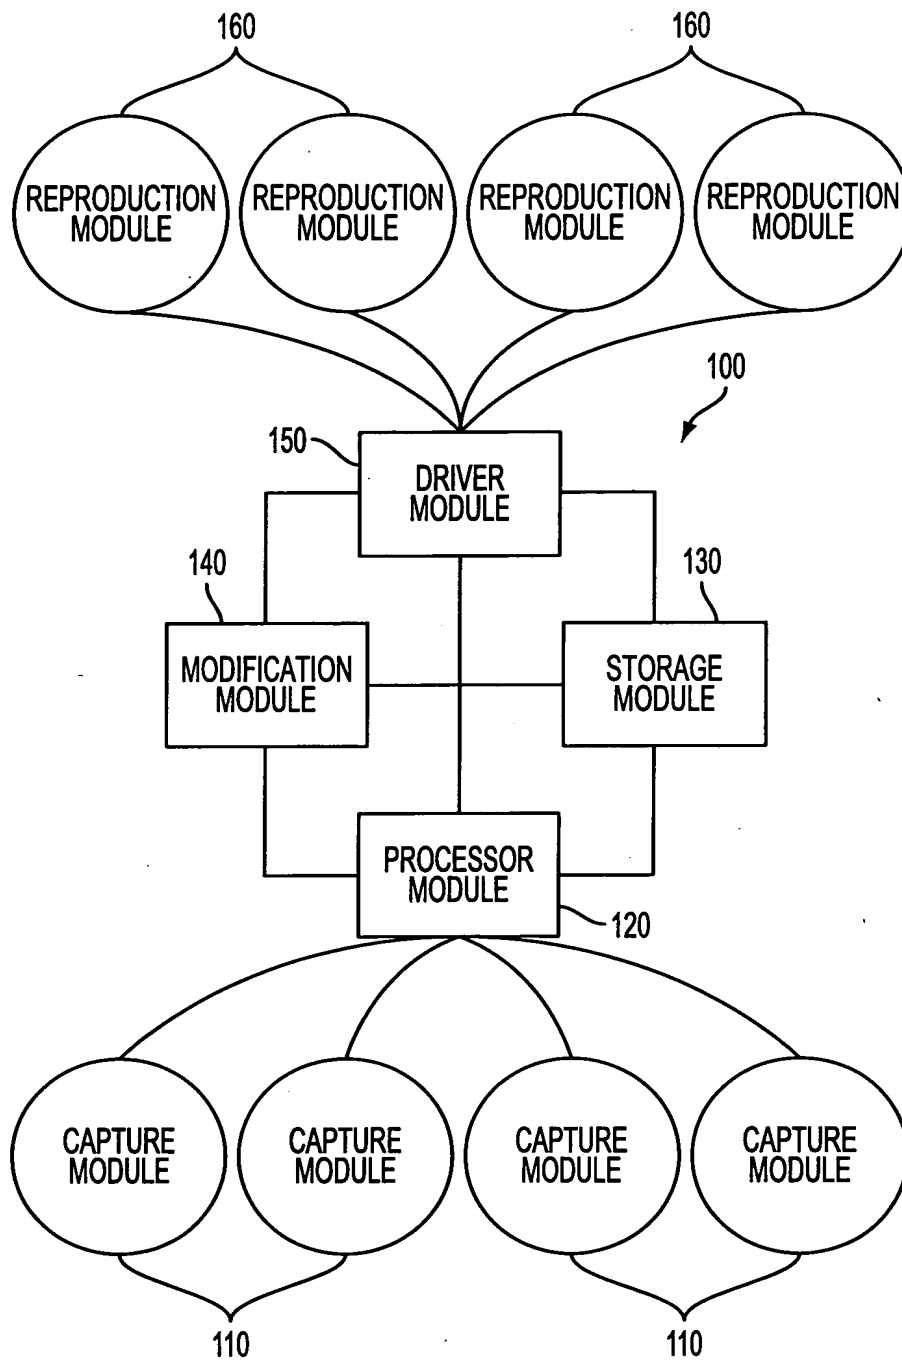 160
160
REPRODUCTION
MODULE
REPRODUCTION
MODULE
REPRODUCTION
MODULE
REPRODUCTION
MODULE
100
150
DRIVER
MODULE
140
130
MODIFICATION
MODULE
STORAGE
MODULE
PROCESSOR
MODULE
120
CAPTURE
MODULE
CAPTURE
MODULE
CAPTURE
MODULE
CAPTURE
MODULE
110
110